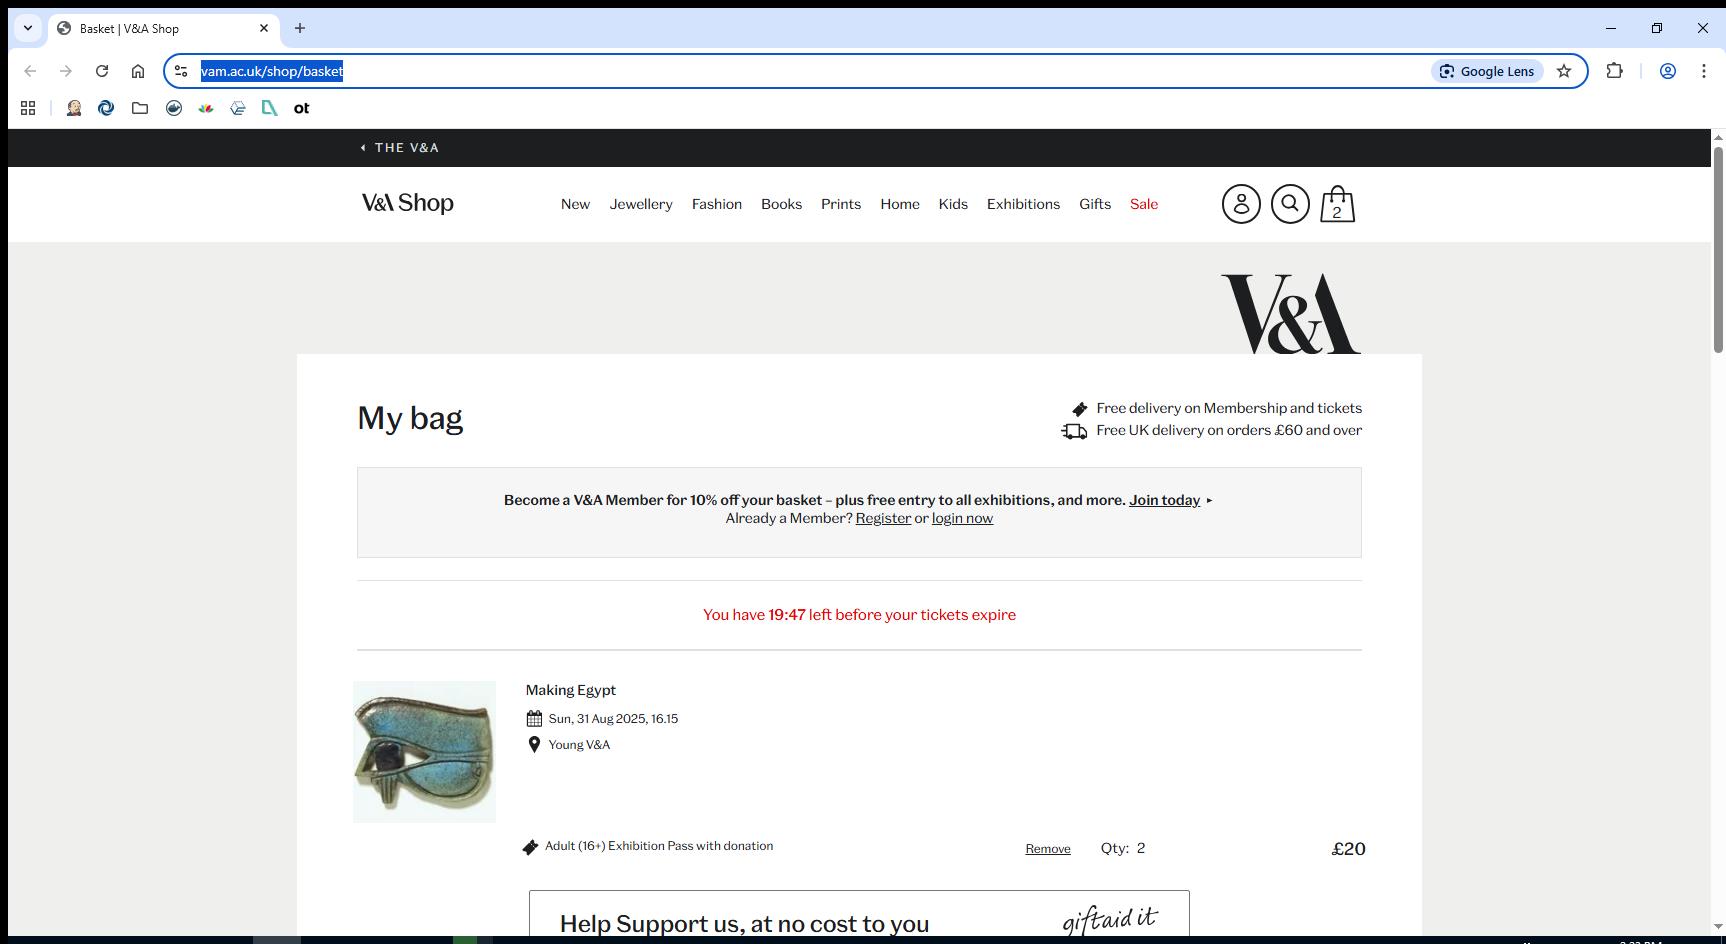 Basket | V&A Shop
vam.ac.uk/shop/basket
Google Lens
ot
THE V&A
V&A Shop
New Jewellery Fashion Books Prints Home Kids Exhibitions Gifts Sale
2
V&A
My bag
Free delivery on Membership and tickets
Free UK delivery on orders £60 and over
Become a V&A Member for 10% off your basket – plus free entry to all exhibitions, and more. Join today
Already a Member? Register or login now
You have 19:47 left before your tickets expire
Making Egypt
Sun, 31 Aug 2025, 16.15
Young V&A
Adult (16+) Exhibition Pass with donation Remove Qty: 2 £20
Help Support us, at no cost to you
giftaid it